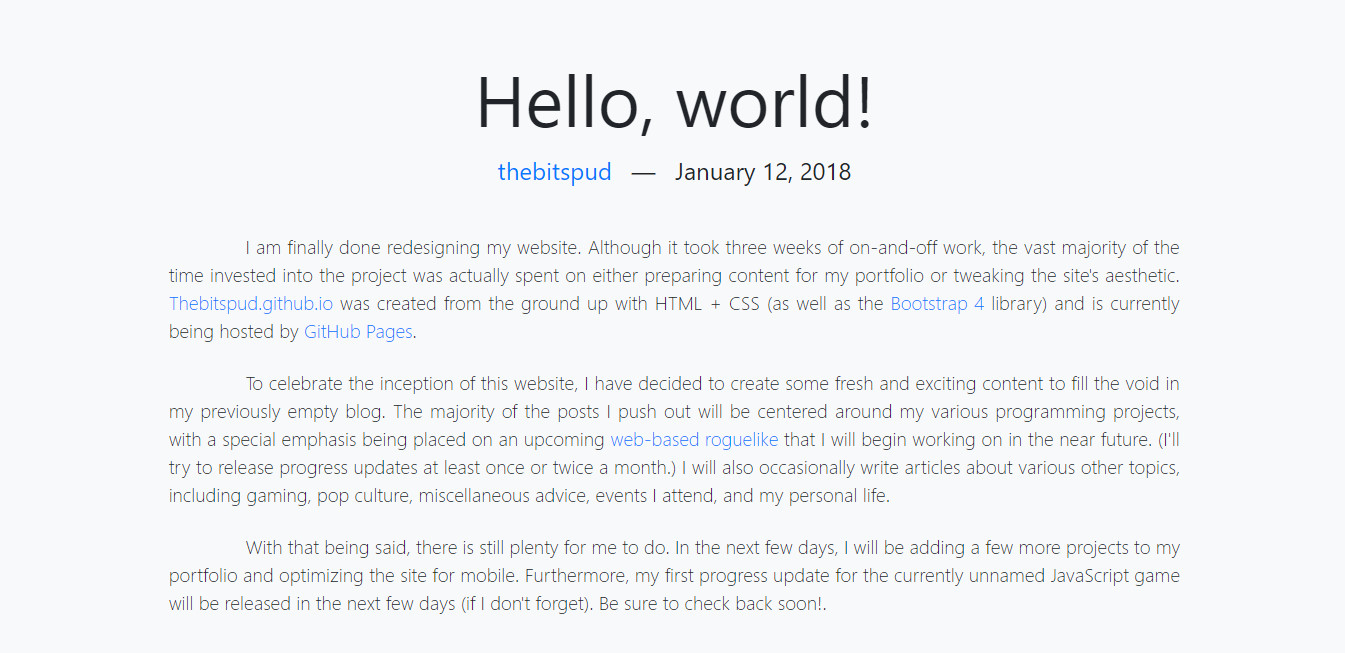 Hello, world!
thebitspud — January 12, 2018
I am finally done redesigning my website. Although it took three weeks of on-and-off work, the vast majority of the
time invested into the project was actually spent on either preparing content for my portfolio or tweaking the site's aesthetic.
Thebitspud.github.io was created from the ground up with HTML + CSS (as well as the Bootstrap 4 library) and is currently
being hosted by GitHub Pages.
To celebrate the inception of this website, I have decided to create some fresh and exciting content to fill the void in
my previously empty blog. The majority of the posts I push out will be centered around my various programming projects,
with a special emphasis being placed on an upcoming web-based roguelike that I will begin working on in the near future. (I'll
try to release progress updates at least once or twice a month.) I will also occasionally write articles about various other topics,
including gaming, pop culture, miscellaneous advice, events I attend, and my personal life.
With that being said, there is still plenty for me to do. In the next few days, I will be adding a few more projects to my
portfolio and optimizing the site for mobile. Furthermore, my first progress update for the currently unnamed JavaScript game
will be released in the next few days (if I don't forget). Be sure to check back soon!.